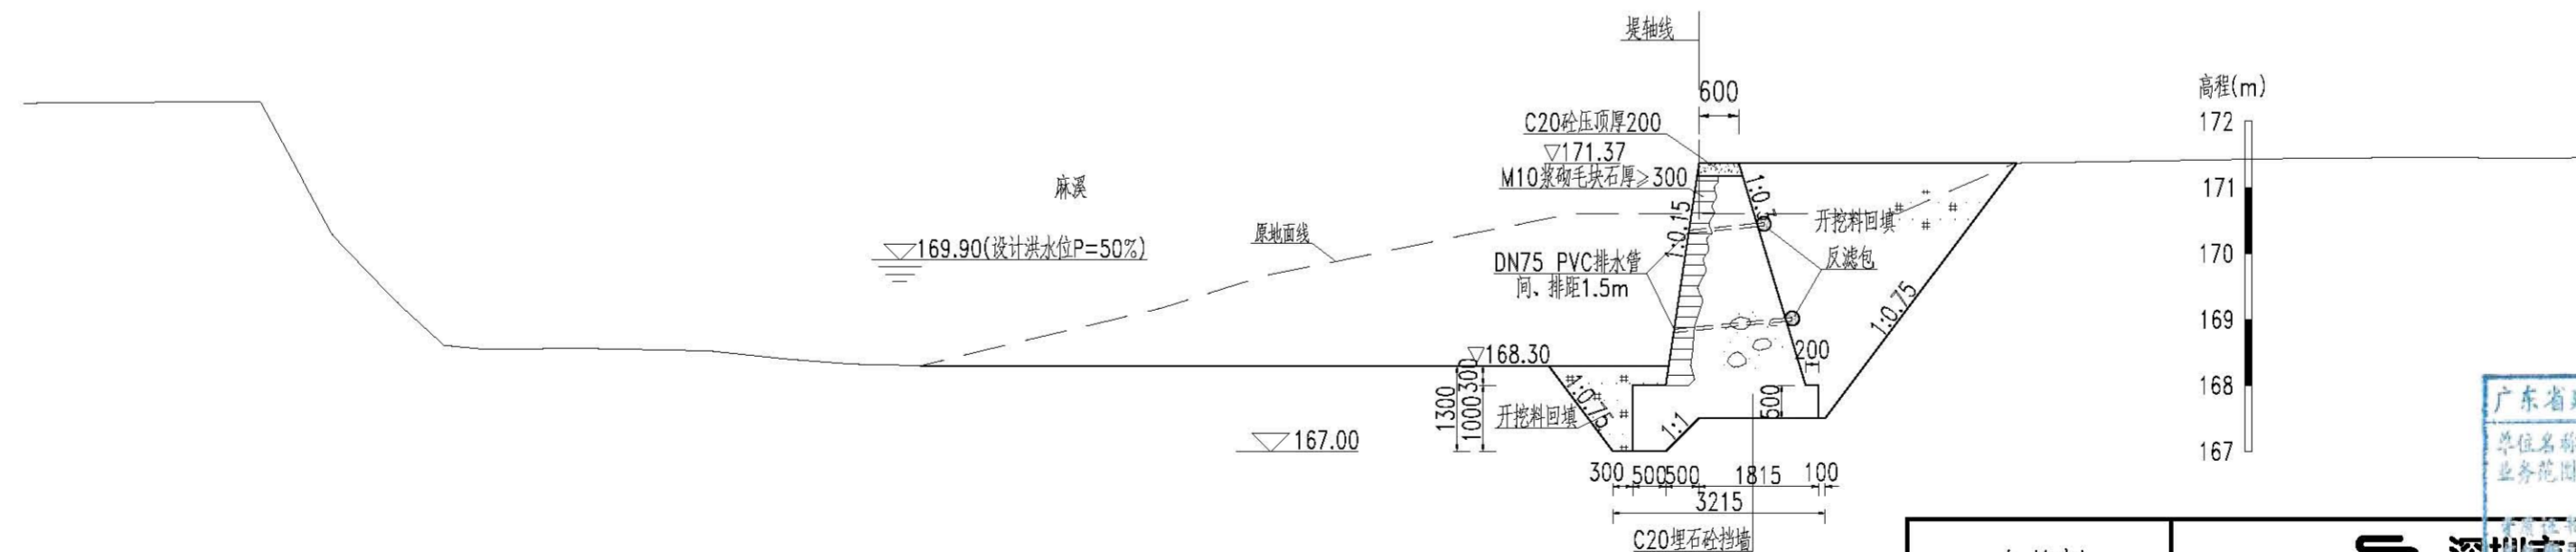 堤轴线
600
高程(m)
C20砼压顶厚200
172
▽171.37
M10浆砌毛块石厚≥300
麻溪
171
1:0.15
1:0.3
开挖料回填
原地面线
169.90(设计洪水位P=50%)
170
DN75 PVC排水管
间、排距1.5m
反滤包
1:0.75
169
168.30
200
300
1300
1000
1:0.75
500
168
开挖料回填
1:1
167.00
167
300
500
500
1815
100
3215
C20埋石砼挡墙
广东省
单位名称
业务范围
深圳市